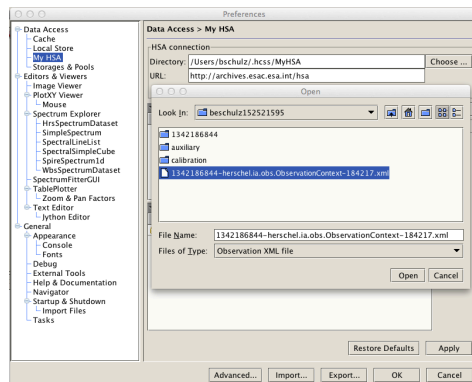 Preferences
Data Access
Cache
Local Store
My HSA
Storages & Pools
Editors & Viewers
Image Viewer
PlotXY Viewer
Mouse
Spectrum Explorer
HrsSpectrumDataset
SimpleSpectrum
SpectralLineList
SpectralSimpleCube
SpireSpectrum1d
WbsSpectrumDataset
SpectrumFitterGUI
TablePlotter
Zoom & Pan Factors
Text Editor
Jython Editor
General
Appearance
Console
Fonts
Debug
External Tools
Help & Documentation
Navigator
Startup & Shutdown
Import Files
Tasks
Data Access > My HSA
HSA connection
Directory: /Users/bschulz/.hcss/MyHSA Choose ...
URL: http://archives.esac.esa.int/hsa
Open
Look In: beschulz152521595
1342186844
auxiliary
calibration
1342186844-herschel.ia.obs.ObservationContext-184217.xml
File Name: 1342186844-herschel.ia.obs.ObservationContext-184217.xml
Files of Type: Observation XML file
Open Cancel
Restore Defaults Apply
Advanced... Import... Export... OK Cancel